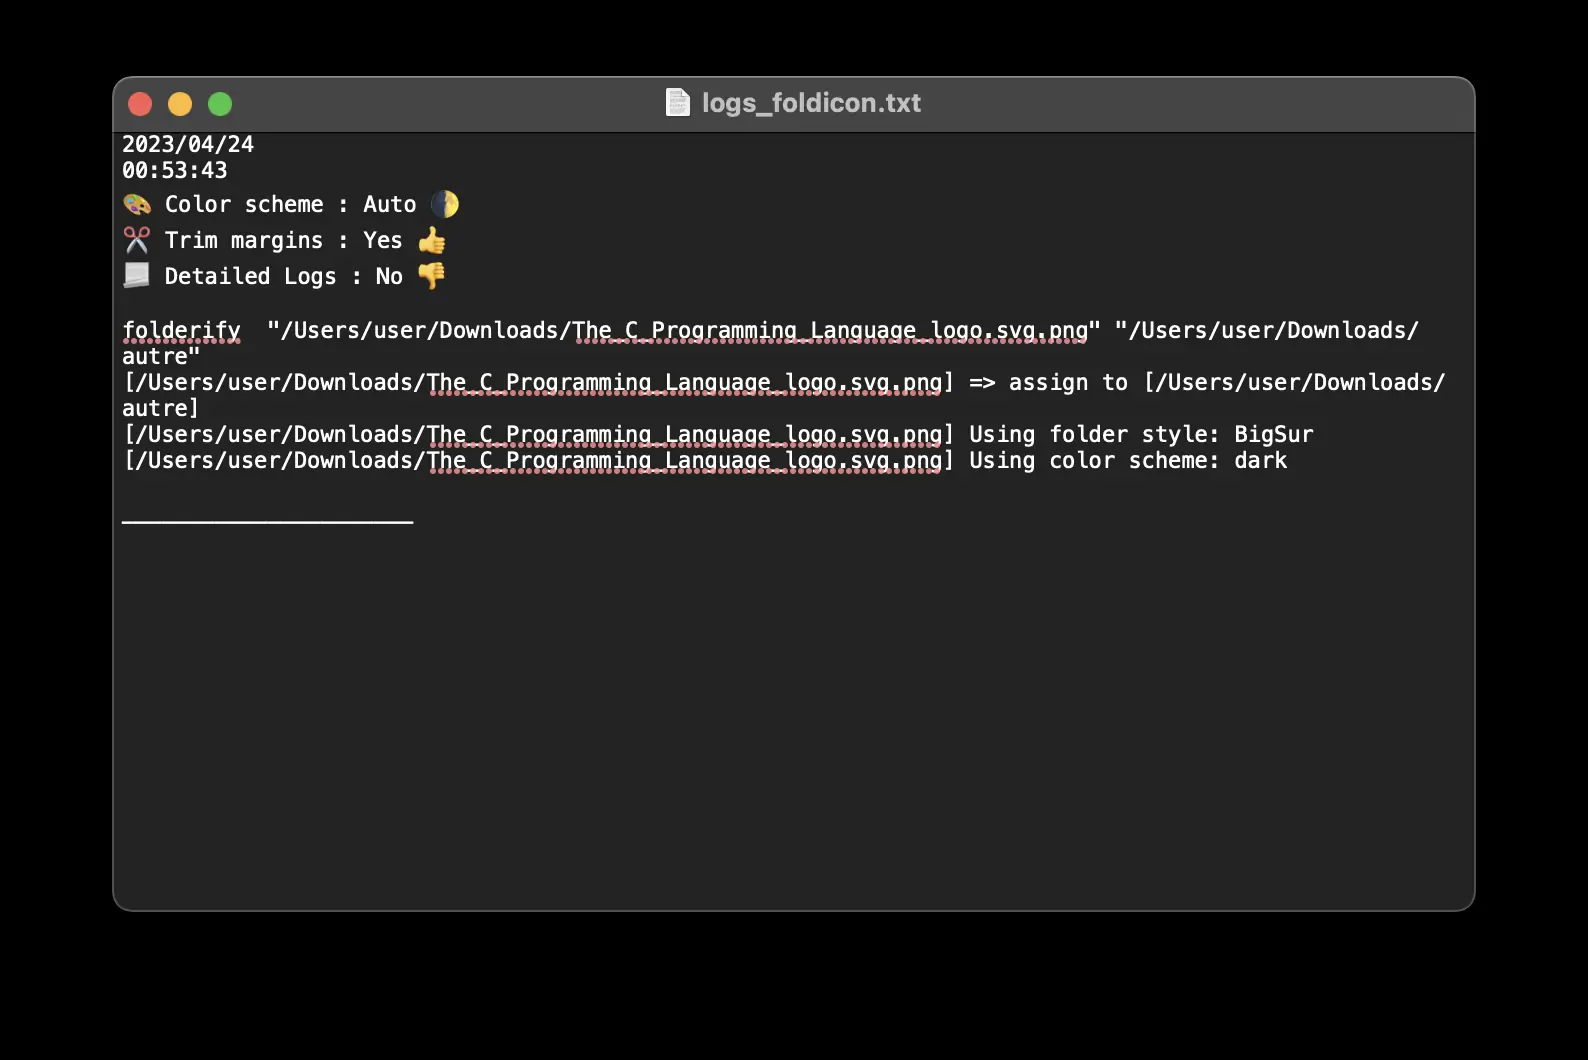 logs_foldicon.txt
2023/04/24
00:53:43
🎨 Color scheme : Auto 🌓
✂️ Trim margins : Yes 👍
📃 Detailed Logs : No 👎
folderify  "/Users/user/Downloads/The_C_Programming_Language_logo.svg.png" "/Users/user/Downloads/
autre"
[/Users/user/Downloads/The_C_Programming_Language_logo.svg.png] => assign to [/Users/user/Downloads/
autre]
[/Users/user/Downloads/The_C_Programming_Language_logo.svg.png] Using folder style: BigSur
[/Users/user/Downloads/The_C_Programming_Language_logo.svg.png] Using color scheme: dark
______________________